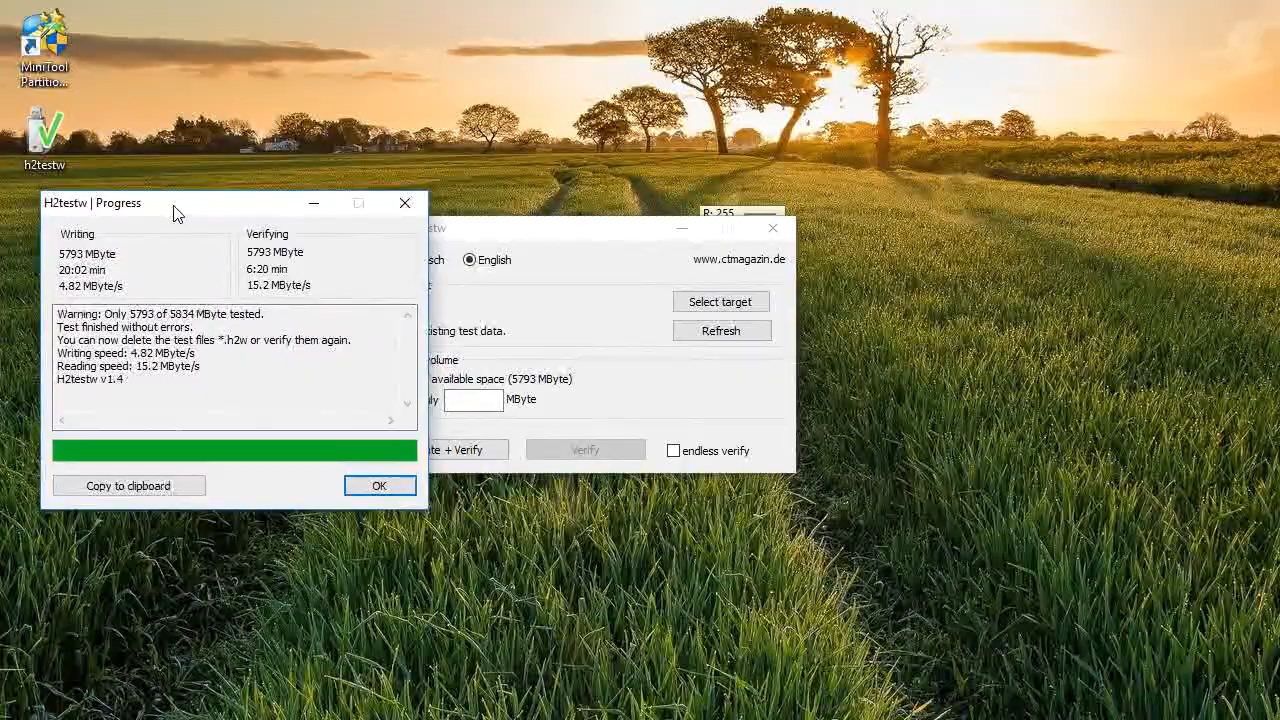 MiniTool
Partitio...
h2testw
H2testw | Progress
Writing
5793 MByte
20:02 min
4.82 MByte/s
Verifying
5793 MByte
6:20 min
15.2 MByte/s
Warning: Only 5793 of 5834 MByte tested.
Test finished without errors.
You can now delete the test files *.h2w or verify them again.
Writing speed: 4.82 MByte/s
Reading speed: 15.2 MByte/s
H2testw v1.4
Copy to clipboard
OK
R: 255
stw
sch
English
www.ctmagazin.de
Select target
xisting test data.
Refresh
volume
available space (5793 MByte)
ly
MByte
ite + Verify
Verify
endless verify